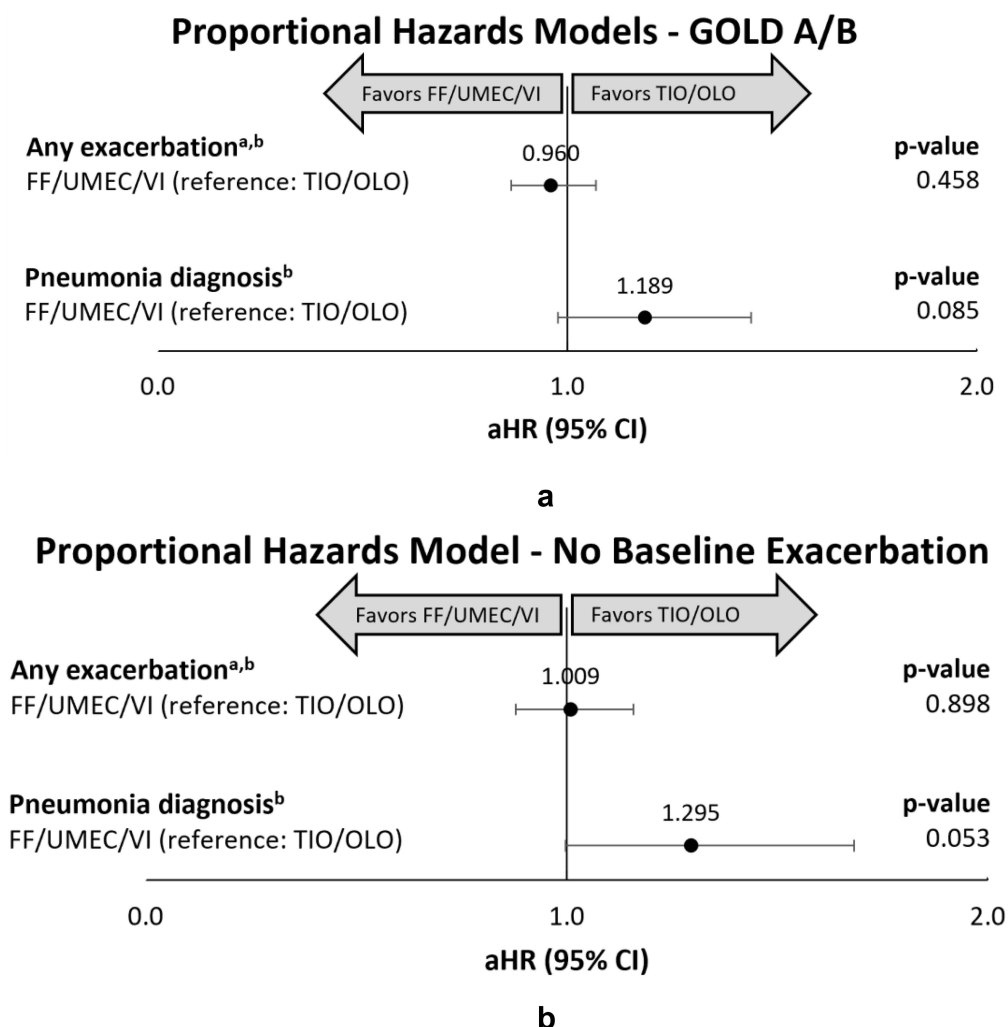 Proportional Hazards Models - GOLD A/B
Favors FF/UMEC/VI
Favors TIO/OLO
Any exacerbationᵃ,ᵇ
0.960
p-value
FF/UMEC/VI (reference: TIO/OLO)
0.458
Pneumonia diagnosisᵇ
1.189
p-value
FF/UMEC/VI (reference: TIO/OLO)
0.085
0.0
1.0
2.0
aHR (95% CI)
a
Proportional Hazards Model - No Baseline Exacerbation
Favors FF/UMEC/VI
Favors TIO/OLO
Any exacerbationᵃ,ᵇ
1.009
p-value
FF/UMEC/VI (reference: TIO/OLO)
0.898
Pneumonia diagnosisᵇ
1.295
p-value
FF/UMEC/VI (reference: TIO/OLO)
0.053
0.0
1.0
2.0
aHR (95% CI)
b